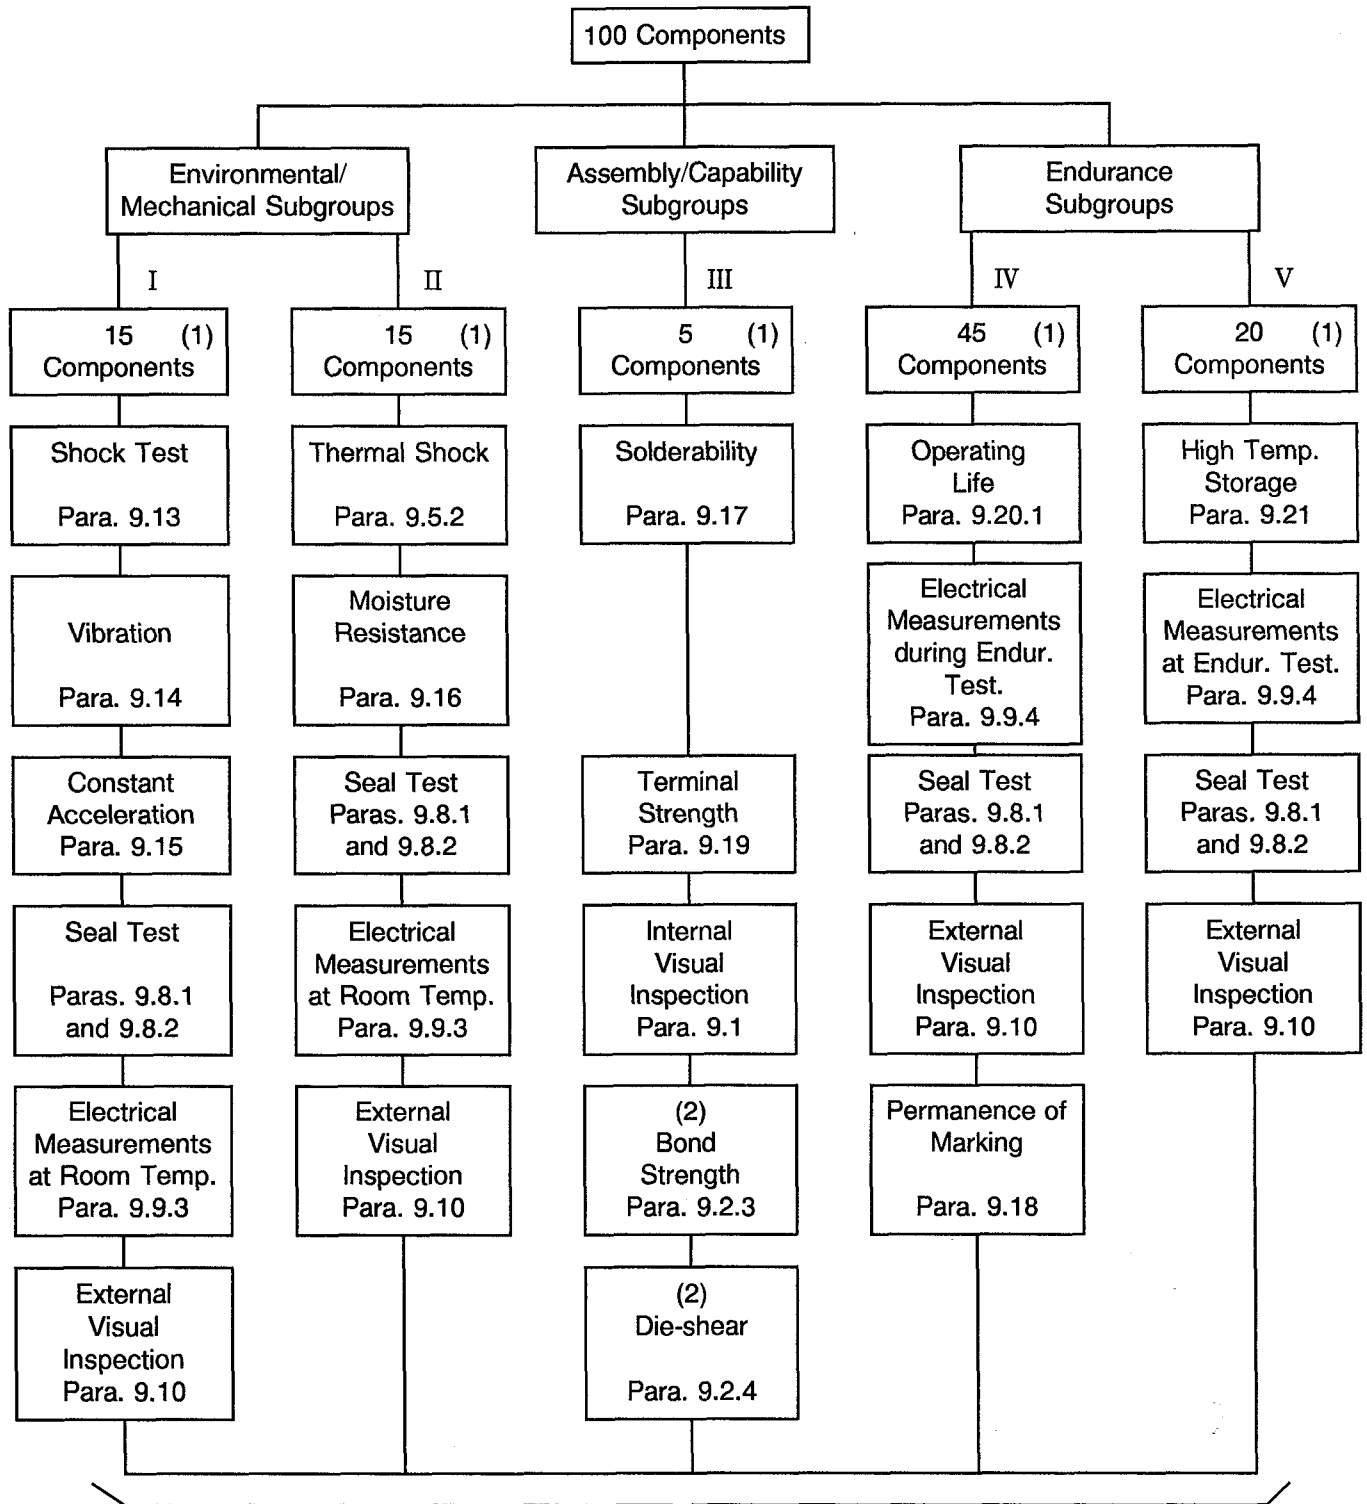 100 Components
Environmental/
Mechanical Subgroups
Assembly/Capability
Subgroups
Endurance
Subgroups
I
II
III
IV
V
15 (1)
Components
15 (1)
Components
5 (1)
Components
45 (1)
Components
20 (1)
Components
Shock Test
Para. 9.13
Thermal Shock
Para. 9.5.2
Solderability
Para. 9.17
Operating
Life
Para. 9.20.1
High Temp.
Storage
Para. 9.21
Vibration
Para. 9.14
Moisture
Resistance
Para. 9.16
Electrical
Measurements
during Endur.
Test.
Para. 9.9.4
Electrical
Measurements
at Endur. Test.
Para. 9.9.4
Constant
Acceleration
Para. 9.15
Seal Test
Paras. 9.8.1
and 9.8.2
Terminal
Strength
Para. 9.19
Seal Test
Paras. 9.8.1
and 9.8.2
Seal Test
Paras. 9.8.1
and 9.8.2
Seal Test
Paras. 9.8.1
and 9.8.2
Electrical
Measurements
at Room Temp.
Para. 9.9.3
Internal
Visual
Inspection
Para. 9.1
External
Visual
Inspection
Para. 9.10
External
Visual
Inspection
Para. 9.10
Electrical
Measurements
at Room Temp.
Para. 9.9.3
External
Visual
Inspection
Para. 9.10
(2)
Bond
Strength
Para. 9.2.3
Permanence of
Marking
Para. 9.18
External
Visual
Inspection
Para. 9.10
(2)
Die-shear
Para. 9.2.4